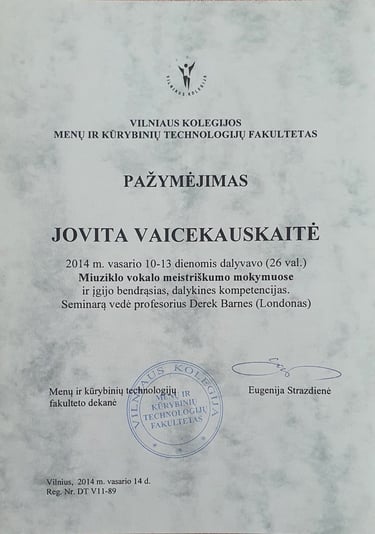 VILNIAUS KOLEGIJA
VILNIAUS KOLEGIJOS
MENŲ IR KŪRYBINIŲ TECHNOLOGIJŲ FAKULTETAS
PAŽYMĖJIMAS
JOVITA VAICEKAUSKAITĖ
2014 m. vasario 10-13 dienomis dalyvavo (26 val.)
Miuziklo vokalo meistriškumo mokymuose
ir įgijo bendrąsias, dalykines kompetencijas.
Seminarą vedė profesorius Derek Barnes (Londonas)
Menų ir kūrybinių technologijų
fakulteto dekanė
Eugenija Strazdienė
VILNIAUS KOLEGIJA
MENŲ IR
KŪRYBINIŲ
TECHNOLOGIJŲ
FAKULTETAS
Vilnius, 2014 m. vasario 14 d.
Reg. Nr. DT V11-89